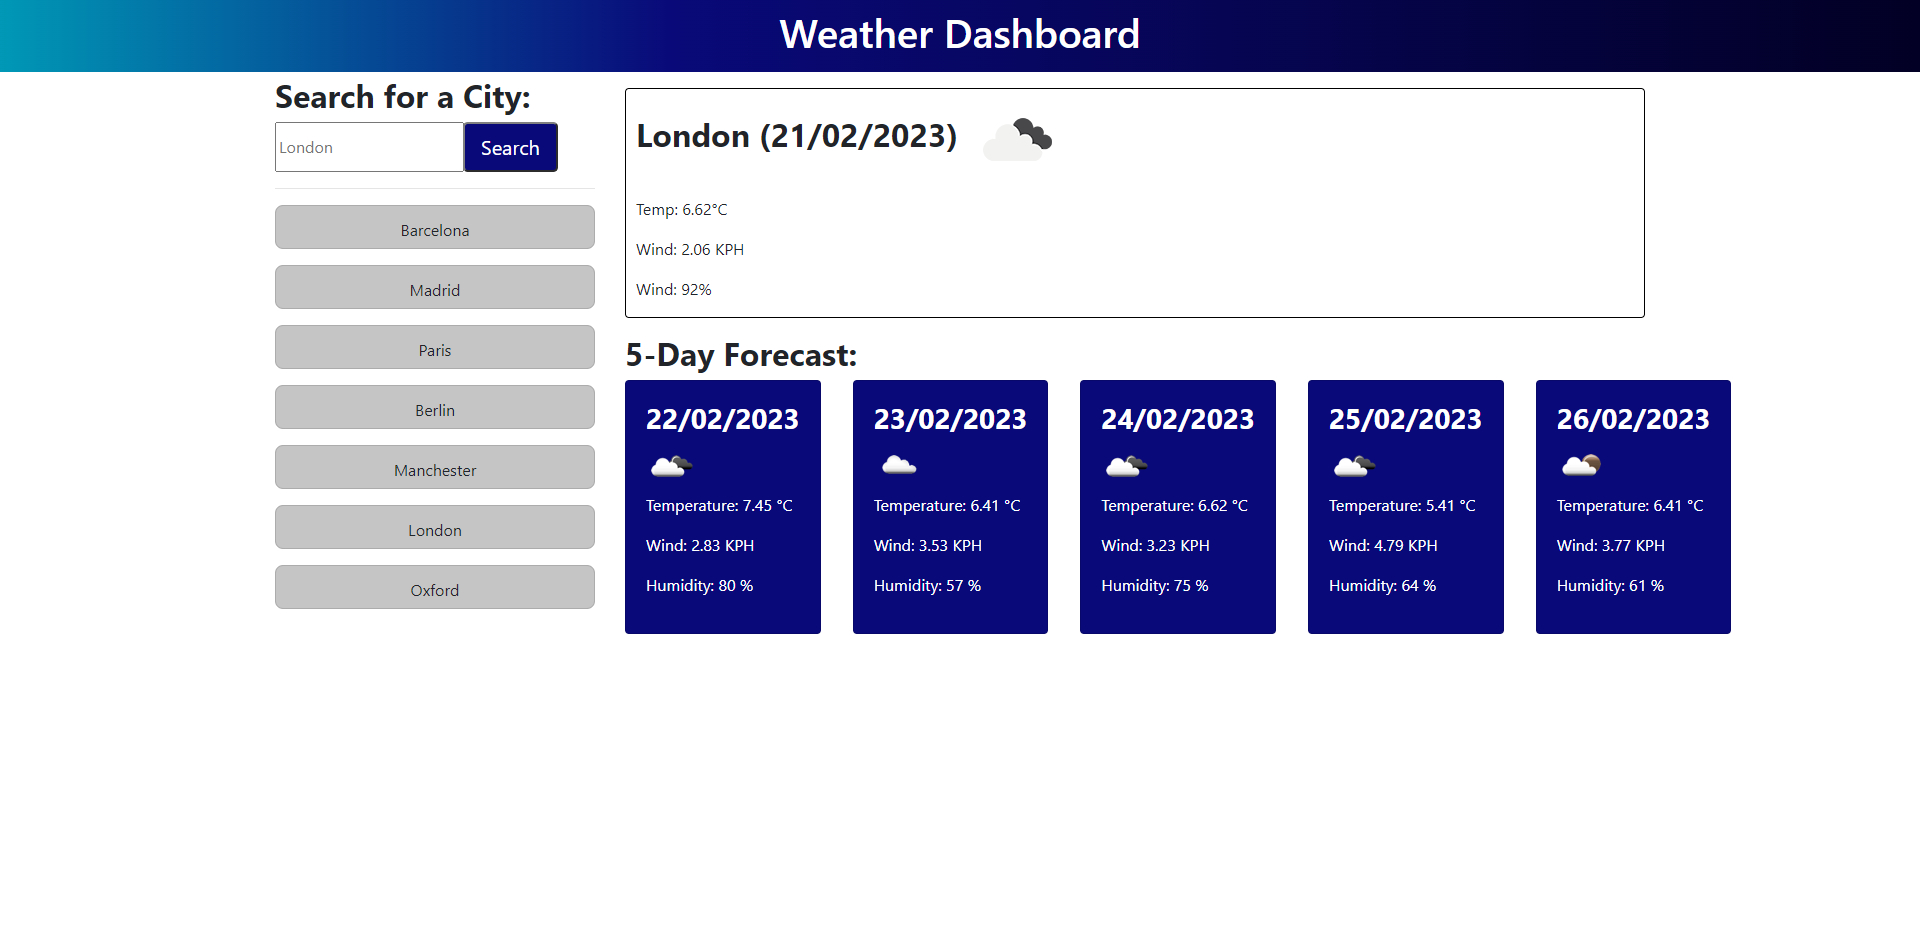 Weather Dashboard
Search for a City:
London
Search
Barcelona
Madrid
Paris
Berlin
Manchester
London
Oxford
London (21/02/2023)
Temp: 6.62°C
Wind: 2.06 KPH
Wind: 92%
5-Day Forecast:
22/02/2023
Temperature: 7.45 °C
Wind: 2.83 KPH
Humidity: 80 %
23/02/2023
Temperature: 6.41 °C
Wind: 3.53 KPH
Humidity: 57 %
24/02/2023
Temperature: 6.62 °C
Wind: 3.23 KPH
Humidity: 75 %
25/02/2023
Temperature: 5.41 °C
Wind: 4.79 KPH
Humidity: 64 %
26/02/2023
Temperature: 6.41 °C
Wind: 3.77 KPH
Humidity: 61 %